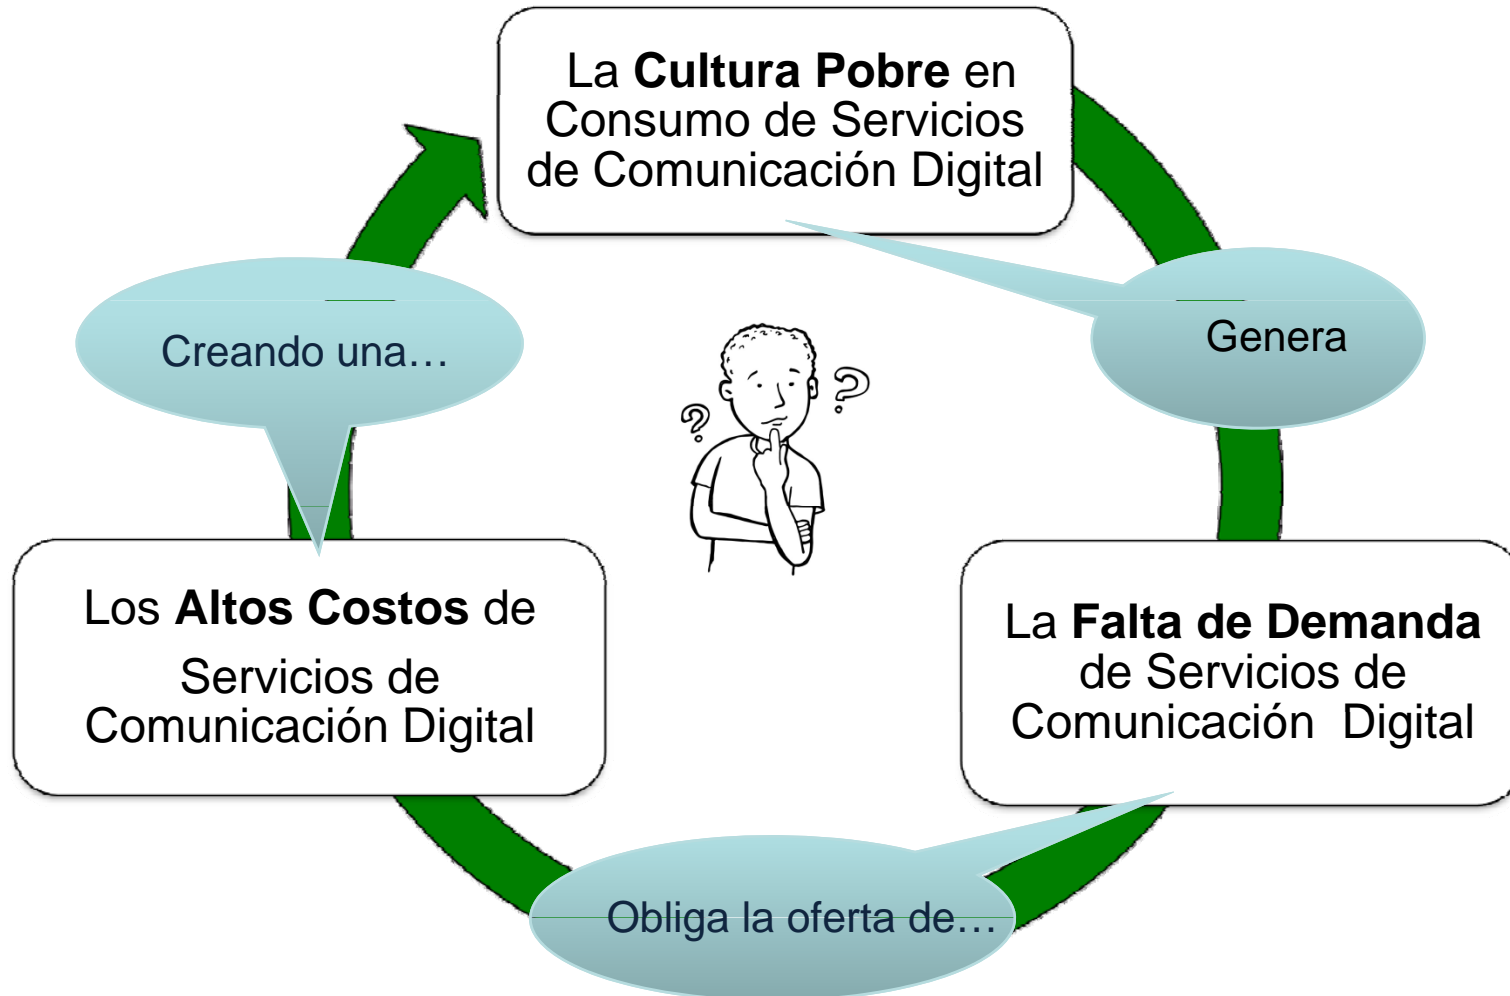 La Cultura Pobre en
Consumo de Servicios
de Comunicación Digital
Genera
Creando una…
? ?
Los Altos Costos de
Servicios de
Comunicación Digital
La Falta de Demanda
de Servicios de
Comunicación  Digital
Obliga la oferta de…